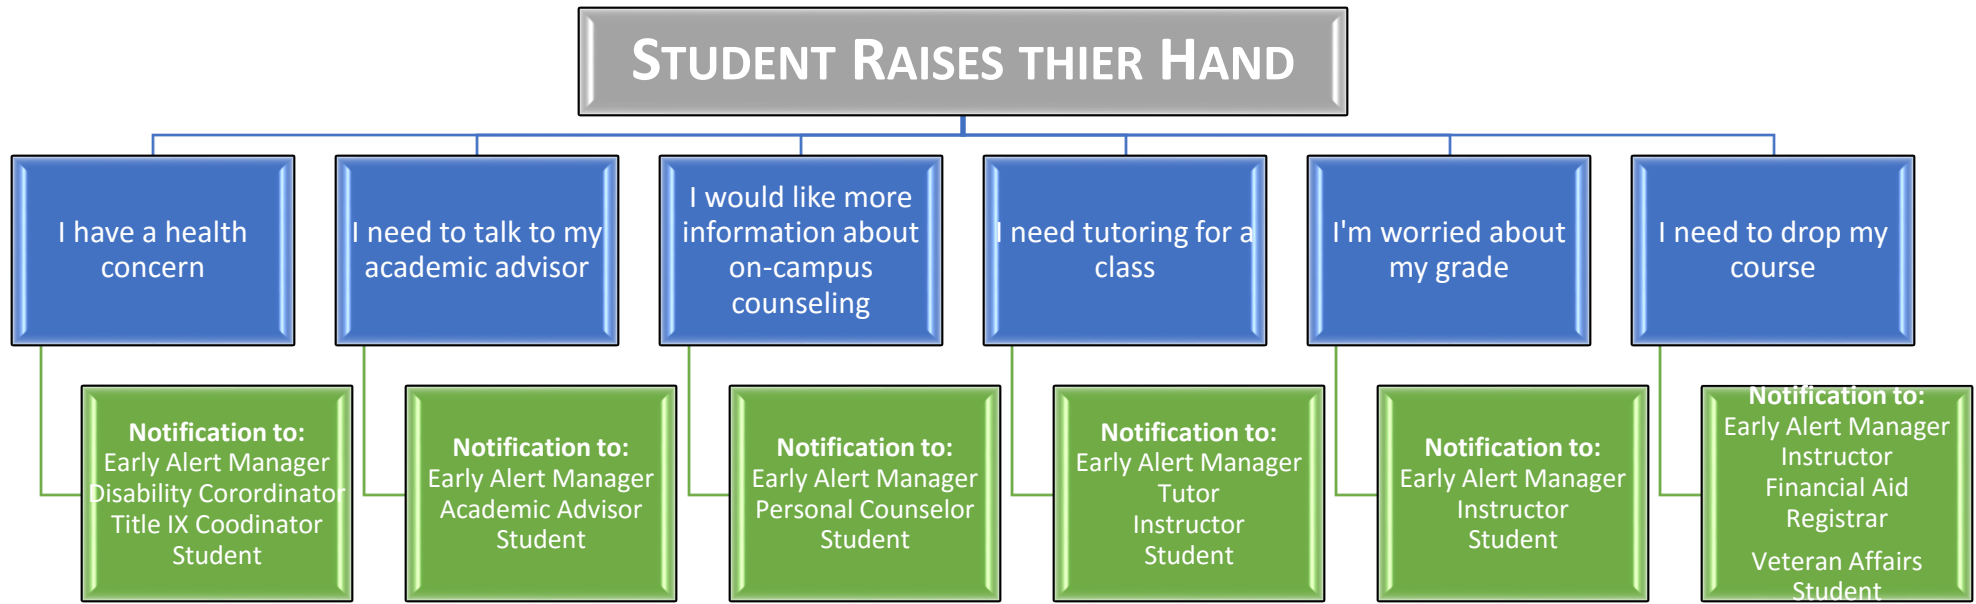 STUDENT RAISES THIER HAND
I have a health
concern
I need to talk to my
academic advisor
I would like more
information about
on-campus
counseling
I need tutoring for a
class
I'm worried about
my grade
I need to drop my
course
Notification to:
Early Alert Manager
Disability Corordinator
Title IX Coodinator
Student
Notification to:
Early Alert Manager
Academic Advisor
Student
Notification to:
Early Alert Manager
Personal Counselor
Student
Notification to:
Early Alert Manager
Tutor
Instructor
Student
Notification to:
Early Alert Manager
Instructor
Student
Notification to:
Early Alert Manager
Instructor
Financial Aid
Registrar
Veteran Affairs
Student